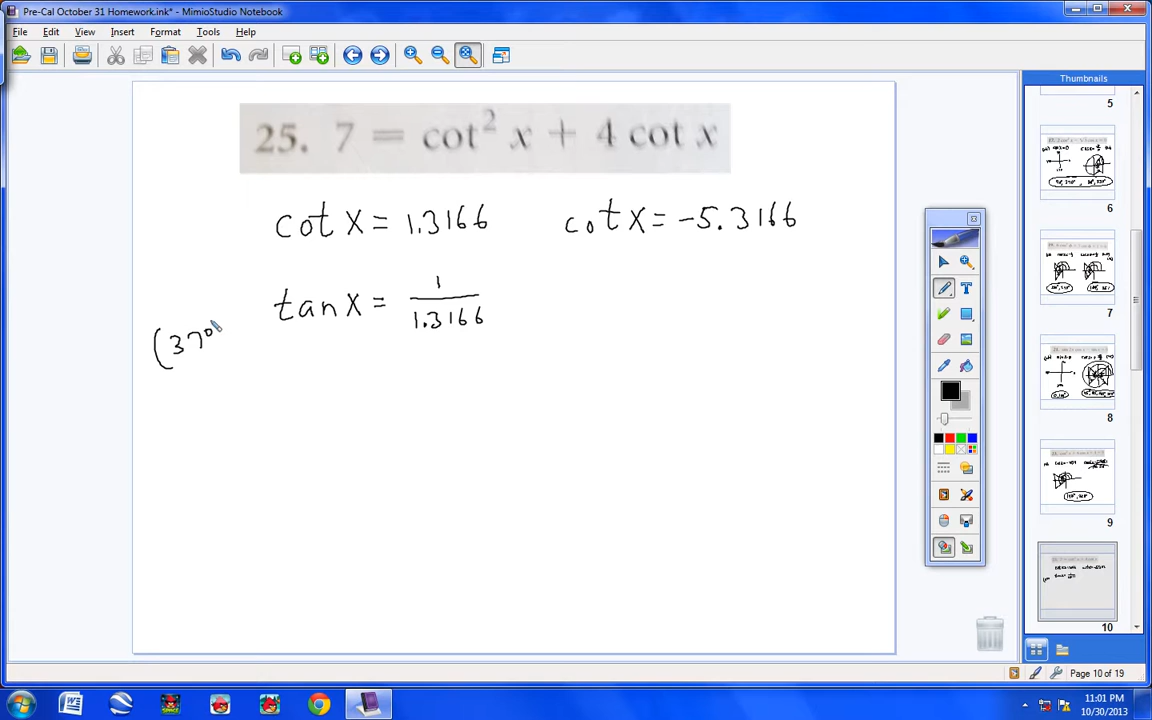 Pre-Cal October 31 Homework.ink* - MimioStudio Notebook
File Edit View Insert Format Tools Help
Thumbnails
25. 7 = cot² x + 4 cot x
cot x = 1.3166 cot x = -5.3166
tan x = 1/1.3166
(37°
5
6
7
8
9
10
Page 10 of 19
11:01 PM
10/30/2013